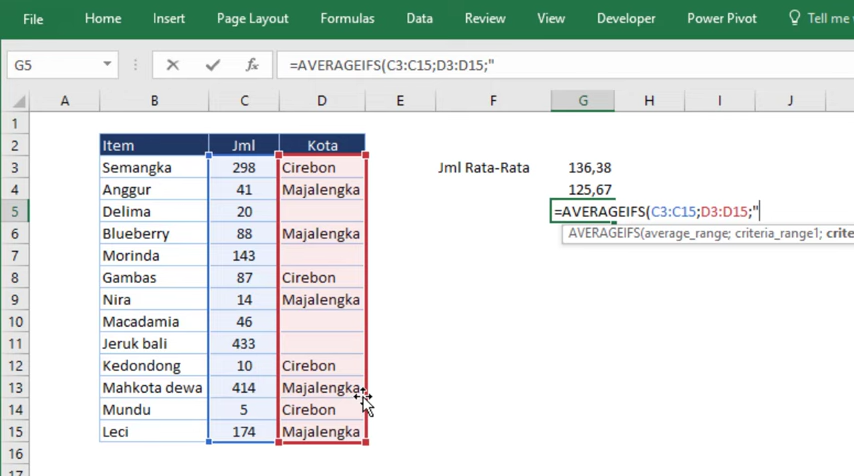 File Home Insert Page Layout Formulas Data Review View Developer Power Pivot Tell me
G5 fx =AVERAGEIFS(C3:C15;D3:D15;"
A B C D E F G H I J
1
2 Item Jml Kota
3 Semangka 298 Cirebon Jml Rata-Rata 136,38
4 Anggur 41 Majalengka 125,67
5 Delima 20 =AVERAGEIFS(C3:C15;D3:D15;"
6 Blueberry 88 Majalengka AVERAGEIFS(average_range; criteria_range1; crite
7 Morinda 143
8 Gambas 87 Cirebon
9 Nira 14 Majalengka
10 Macadamia 46
11 Jeruk bali 433
12 Kedondong 10 Cirebon
13 Mahkota dewa 414 Majalengka
14 Mundu 5 Cirebon
15 Leci 174 Majalengka
16